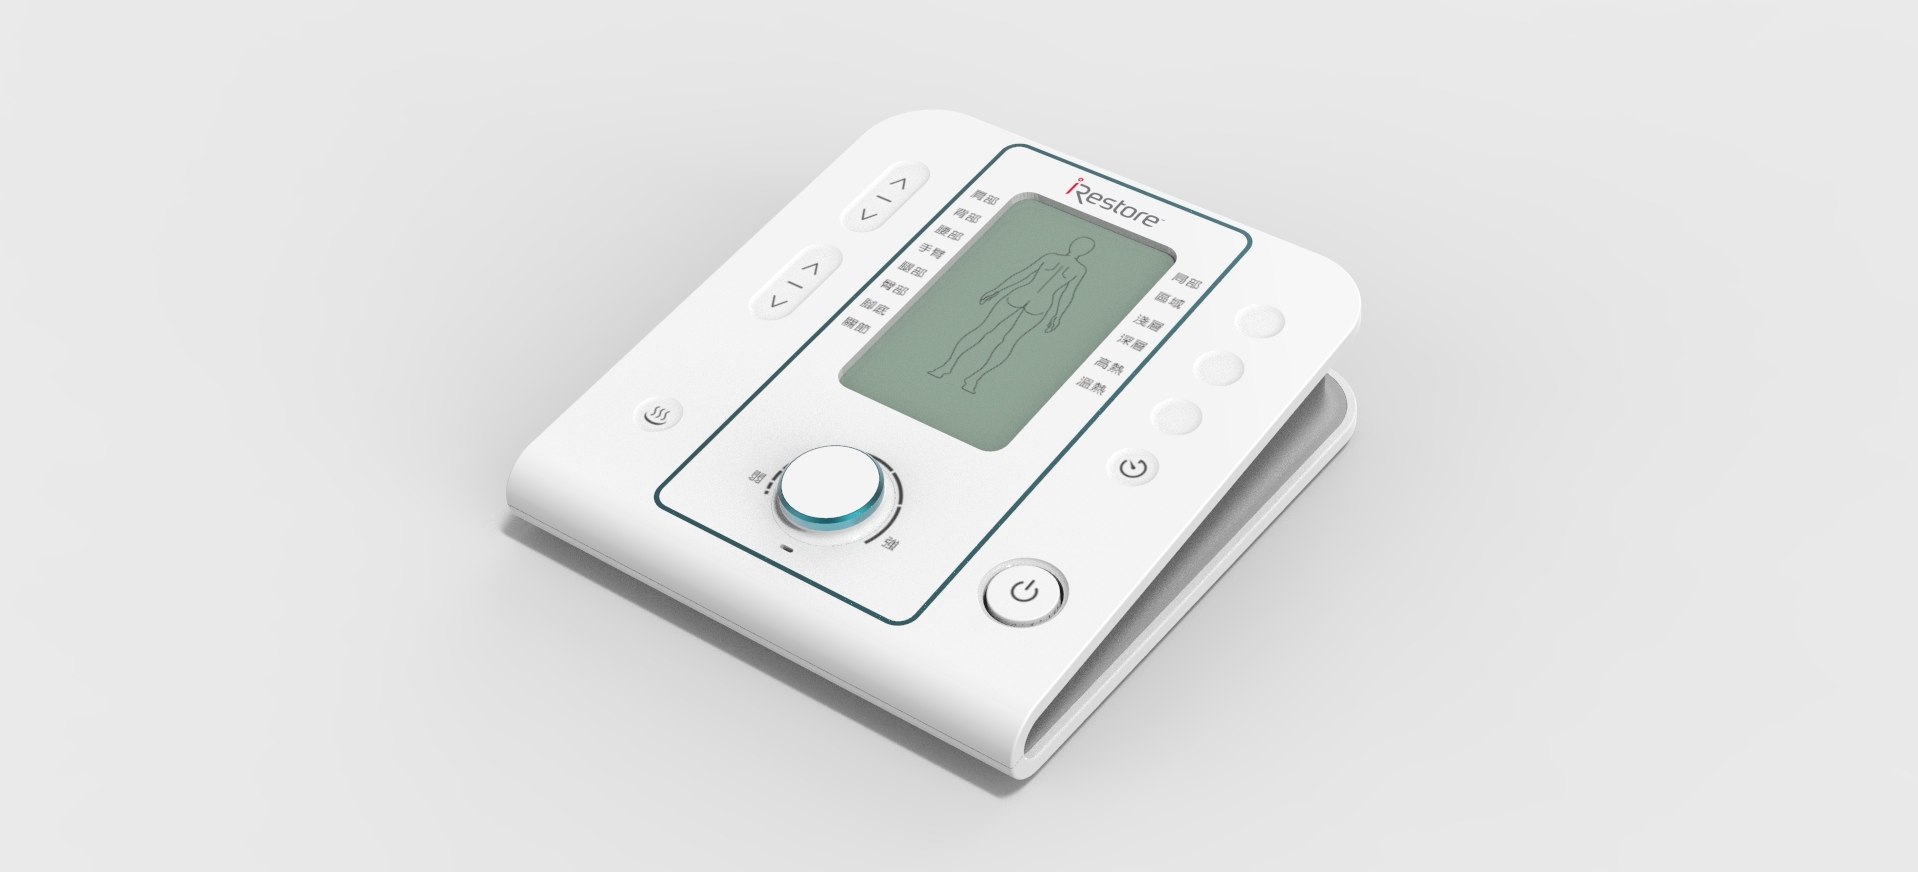 iRestore™
肩部
背部
腰部
手臂
腿部
臀部
腳底
關節
局部
區域
淺層
深層
高熱
溫熱
弱
強